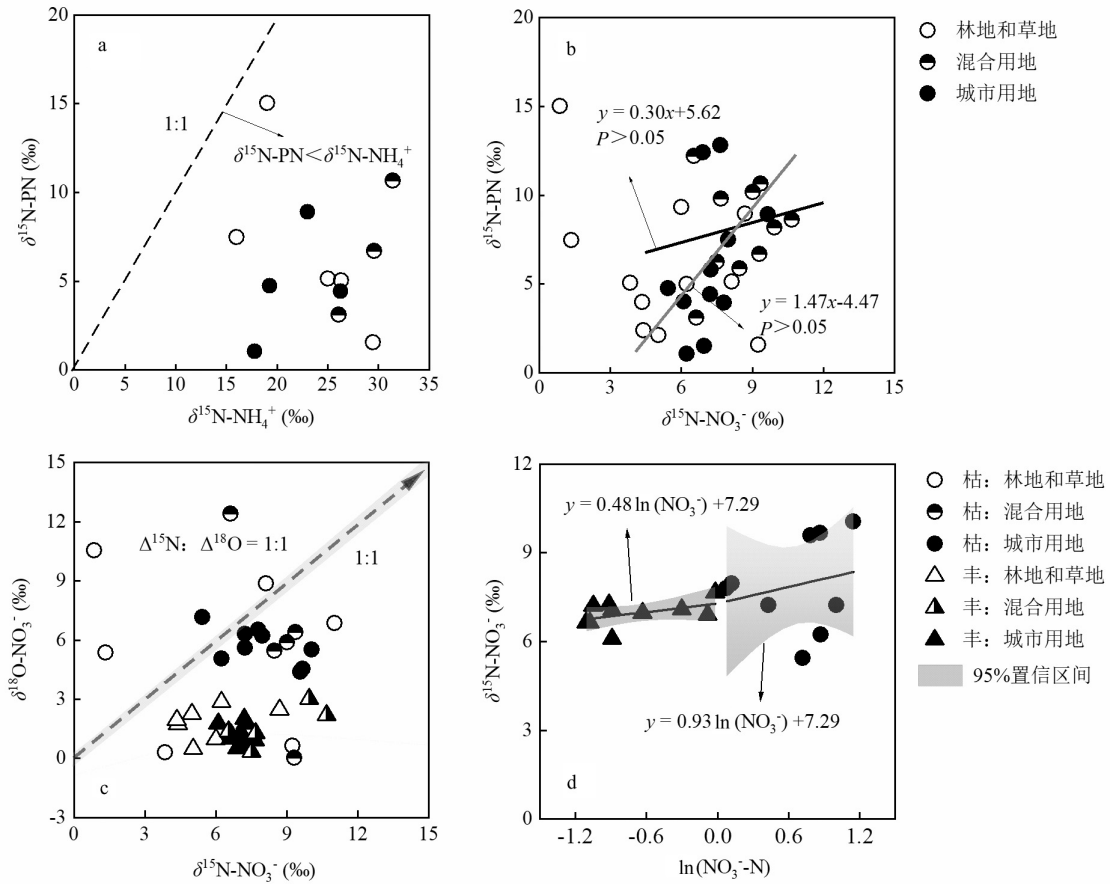 a
20
15
10
5
0
δ¹⁵N-PN (‰)
1:1
δ¹⁵N-PN＜δ¹⁵N-NH₄⁺
0 5 10 15 20 25 30 35
δ¹⁵N-NH₄⁺ (‰)
b
20
15
10
5
0
δ¹⁵N-PN (‰)
y = 0.30x+5.62
P＞0.05
y = 1.47x-4.47
P＞0.05
0 3 6 9 12 15
δ¹⁵N-NO₃⁻ (‰)
林地和草地
混合用地
城市用地
15
12
9
6
3
0
-3
δ¹⁸O-NO₃⁻ (‰)
Δ¹⁵N：Δ¹⁸O = 1:1
1:1
c
0 3 6 9 12 15
δ¹⁵N-NO₃⁻ (‰)
12
9
6
3
0
δ¹⁵N-NO₃⁻ (‰)
y = 0.48 ln (NO₃⁻) +7.29
y = 0.93 ln (NO₃⁻) +7.29
d
-1.2 -0.6 0.0 0.6 1.2
ln(NO₃⁻-N)
枯：林地和草地
枯：混合用地
枯：城市用地
丰：林地和草地
丰：混合用地
丰：城市用地
95%置信区间